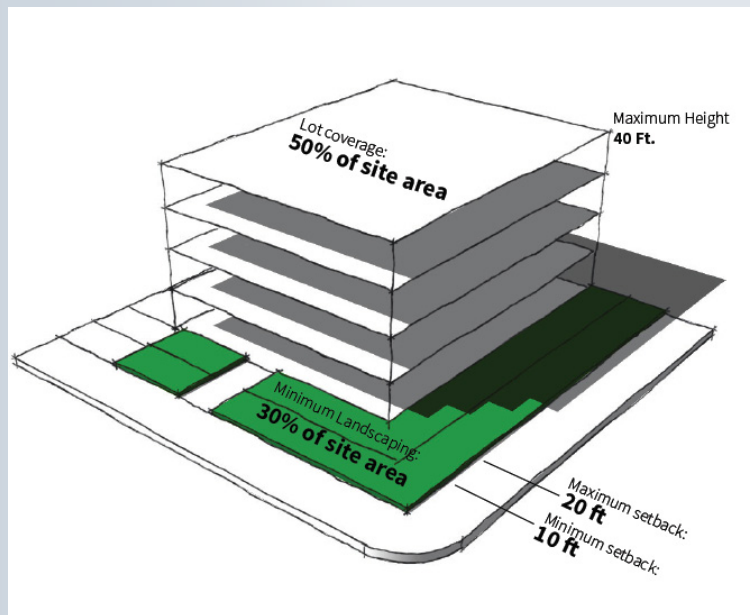 Maximum Height
40 Ft.
Lot coverage:
50% of site area
Minimum Landscaping:
30% of site area
Maximum setback:
20 ft
Minimum setback:
10 ft